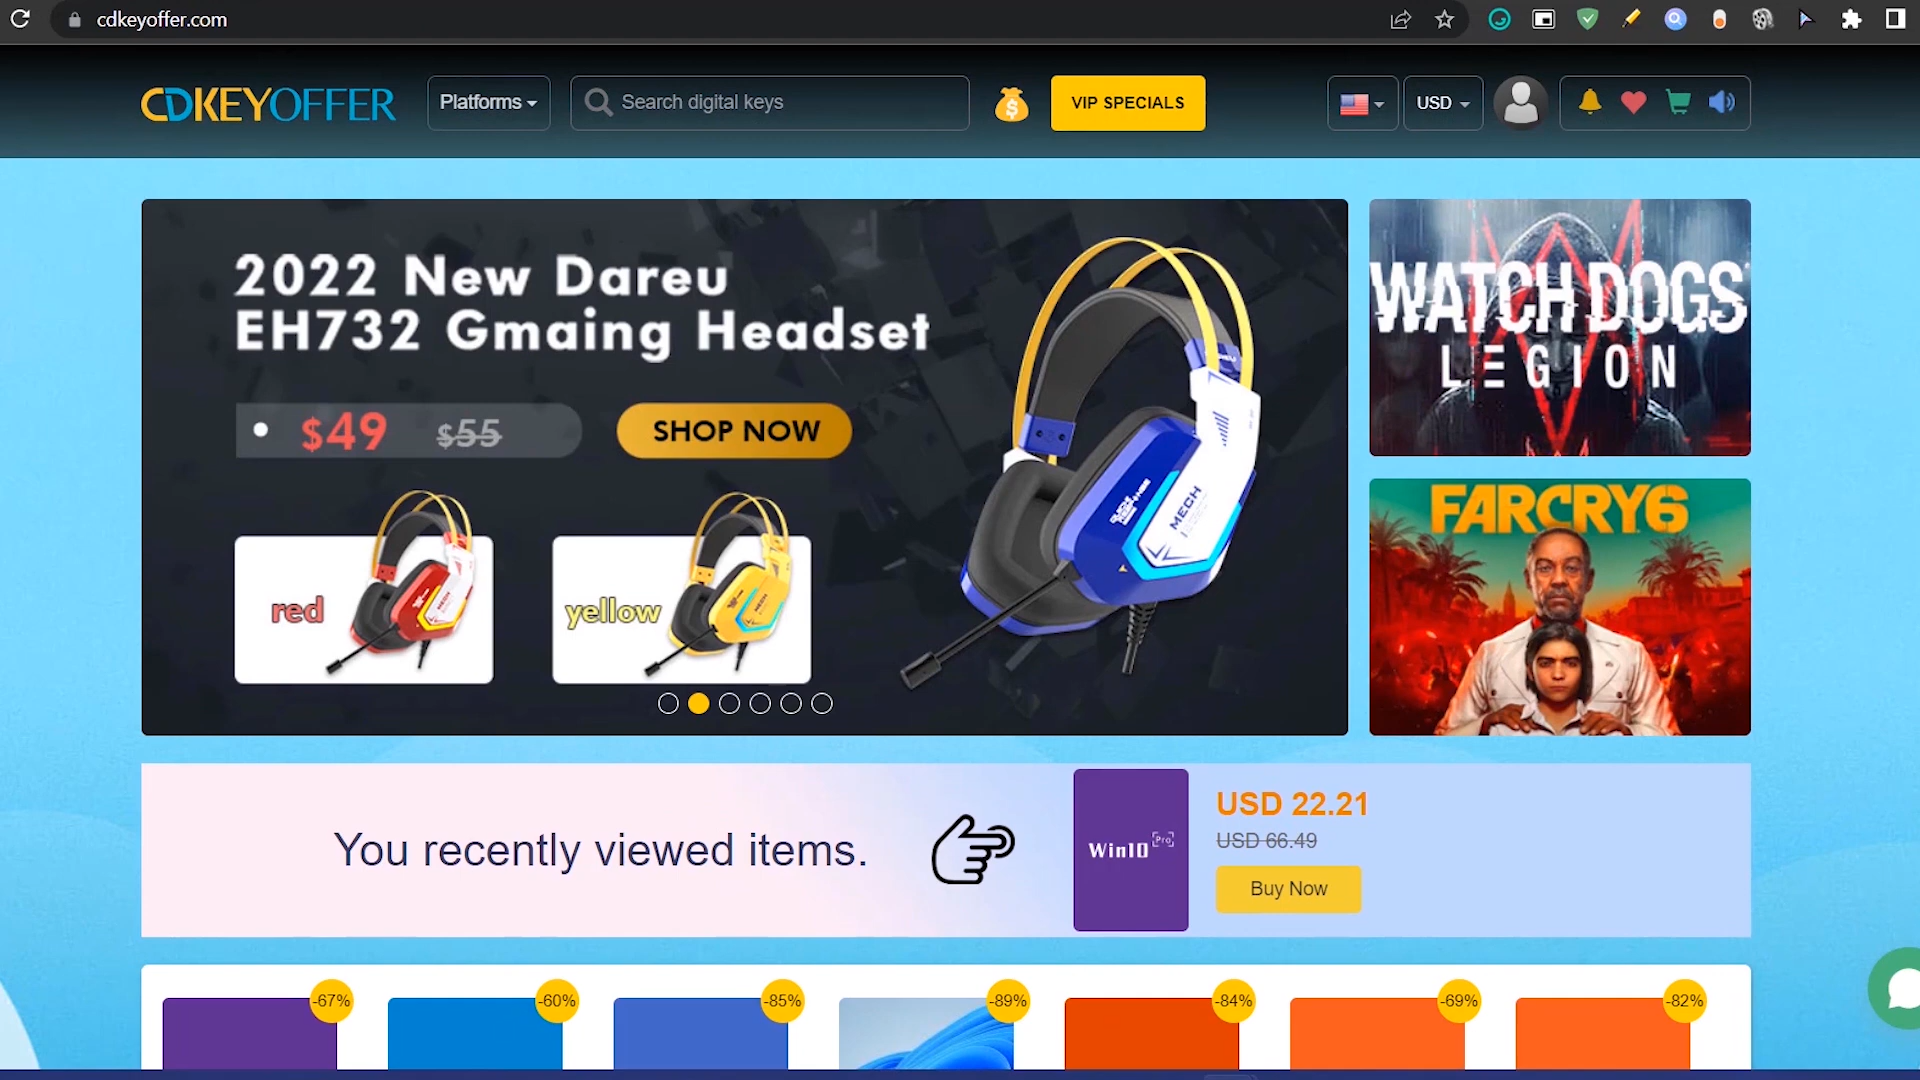 cdkeyoffer.com
CDKEYOFFER
Platforms
Search digital keys
VIP SPECIALS
USD
2022 New Dareu
EH732 Gmaing Headset
$49 $55
SHOP NOW
MECH
red
yellow
WATCH DOGS
LEGION
FARCRY6
You recently viewed items.
Win10 Pro
USD 22.21
USD 66.49
Buy Now
-67%
-60%
-85%
-89%
-84%
-69%
-82%